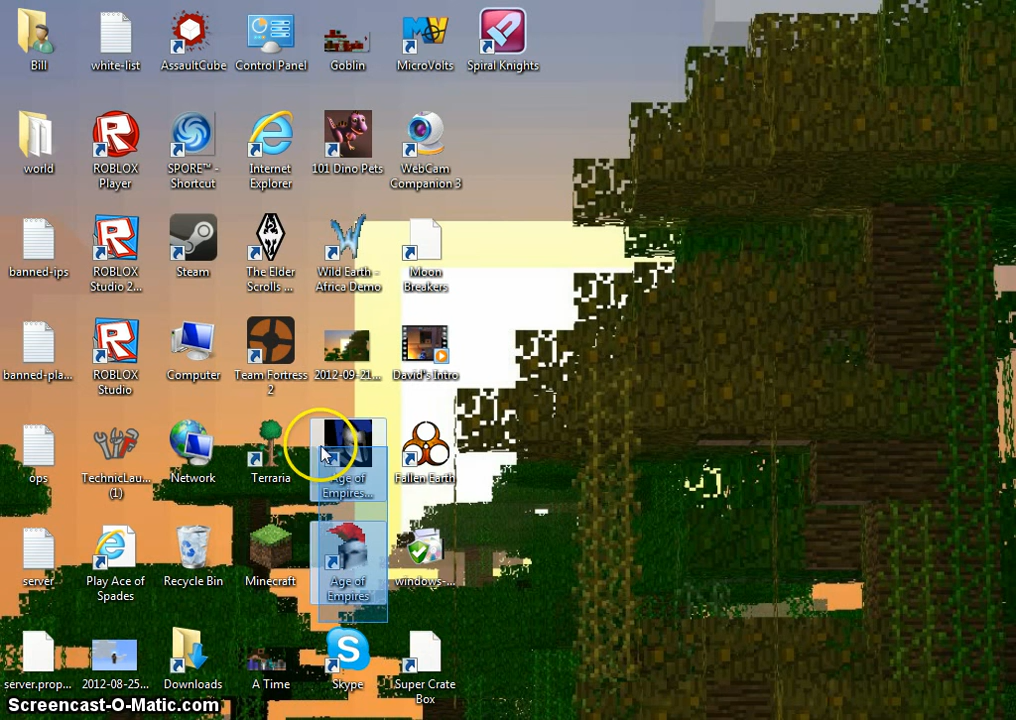 Bill
white-list
AssaultCube
Control Panel
Goblin
MicroVolts
Spiral Knights
world
ROBLOX
Player
SPORE™ -
Shortcut
Internet
Explorer
101 Dino Pets
WebCam
Companion 3
banned-ips
ROBLOX
Studio 2...
Steam
The Elder
Scrolls ...
Wild Earth -
Africa Demo
Moon
Breakers
banned-pla...
ROBLOX
Studio
Computer
Team Fortress
2
2012-09-21...
David's Intro
ops
TechnicLau...
(1)
Network
Terraria
Age of
Empires...
Fallen Earth
server
Play Ace of
Spades
Recycle Bin
Minecraft
Age of
Empires
windows-...
server.prop...
2012-08-25...
Downloads
A Time
Skype
Super Crate
Box
Screencast-O-Matic.com